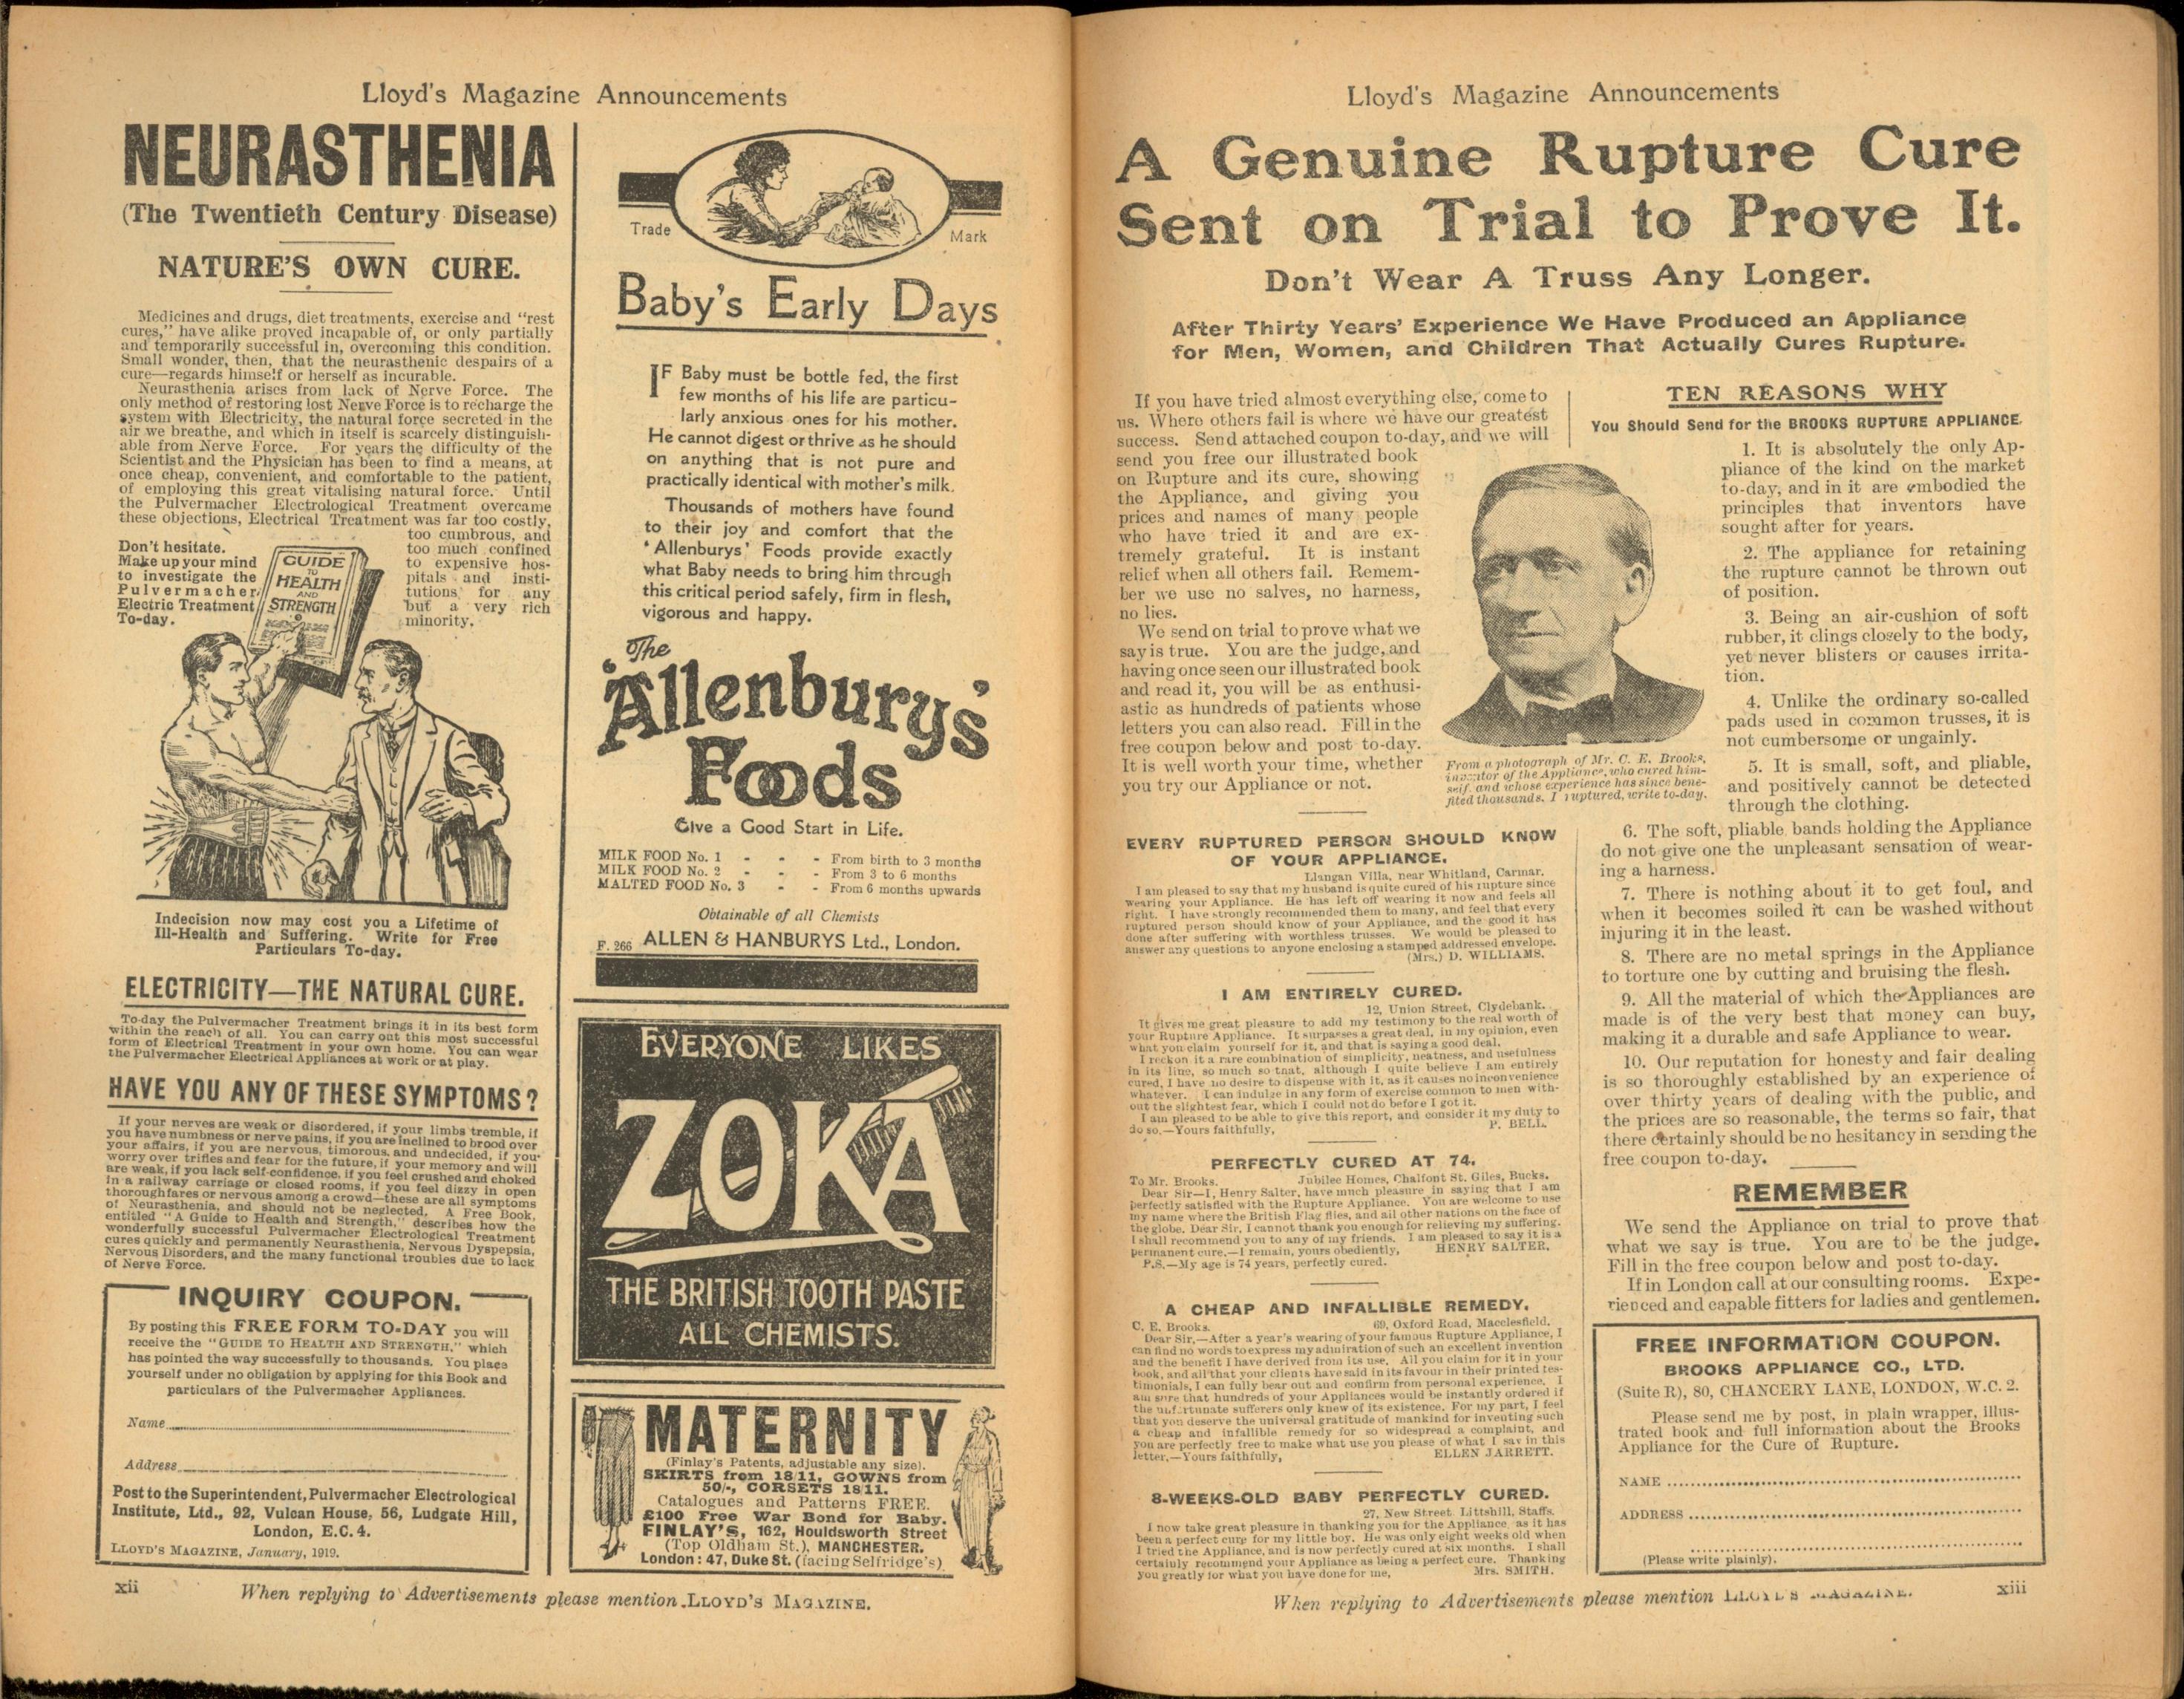 Lloyd's Magazine Announcements
NEURASTHENIA
(The Twentieth Century Disease)
NATURE'S OWN CURE.
Medicines and drugs, diet treatments, exercise and "rest
cures," have alike proved incapable of, or only partially
and temporarily successful in, overcoming this condition.
Small wonder, then, that the neurasthenic despairs of a
cure—regards himself or herself as incurable.
Neurasthenia arises from lack of Nerve Force. The
only method of restoring lost Nerve Force is to recharge the
system with Electricity, the natural force secreted in the
air we breathe, and which in itself is scarcely distinguish-
able from Nerve Force. For years the difficulty of the
Scientist and the Physician has been to find a means, at
once cheap, convenient, and comfortable to the patient,
of employing this great vitalising natural force. Until
the Pulvermacher Electrological Treatment overcame
these objections, Electrical Treatment was far too costly,
too cumbrous, and
too much confined
to expensive hos-
pitals and insti-
tutions for any
but a very rich
minority.
Don't hesitate.
Make up your mind
to investigate the
Pulvermacher
Electric Treatment
To-day.
GUIDE
TO
HEALTH
AND
STRENGTH
Indecision now may cost you a Lifetime of
Ill-Health and Suffering. Write for Free
Particulars To-day.
ELECTRICITY—THE NATURAL CURE.
To-day the Pulvermacher Treatment brings it in its best form
within the reach of all. You can carry out this most successful
form of Electrical Treatment in your own home. You can wear
the Pulvermacher Electrical Appliances at work or at play.
HAVE YOU ANY OF THESE SYMPTOMS?
If your nerves are weak or disordered, if your limbs tremble, if
you have numbness or nerve pains, if you are inclined to brood over
your affairs, if you are nervous, timorous, and undecided, if you
worry over trifles and fear for the future, if your memory and will
are weak, if you lack self-confidence, if you feel crushed and choked
in a railway carriage or closed rooms, if you feel dizzy in open
thoroughfares or nervous among a crowd—these are all symptoms
of Neurasthenia, and should not be neglected. A Free Book,
entitled "A Guide to Health and Strength," describes how the
wonderfully successful Pulvermacher Electrological Treatment
cures quickly and permanently Neurasthenia, Nervous Dyspepsia,
Nervous Disorders, and the many functional troubles due to lack
of Nerve Force.
INQUIRY COUPON.
By posting this FREE FORM TO-DAY you will
receive the "GUIDE TO HEALTH AND STRENGTH," which
has pointed the way successfully to thousands. You place
yourself under no obligation by applying for this Book and
particulars of the Pulvermacher Appliances.
Name
Address
Post to the Superintendent, Pulvermacher Electrological
Institute, Ltd., 92, Vulcan House, 56, Ludgate Hill,
London, E.C. 4.
LLOYD'S MAGAZINE, January, 1919.
Trade Mark
Baby's Early Days
IF Baby must be bottle fed, the first
few months of his life are particu-
larly anxious ones for his mother.
He cannot digest or thrive as he should
on anything that is not pure and
practically identical with mother's milk.
Thousands of mothers have found
to their joy and comfort that the
'Allenburys' Foods provide exactly
what Baby needs to bring him through
this critical period safely, firm in flesh,
vigorous and happy.
The
'Allenburys'
Foods
Give a Good Start in Life.
MILK FOOD No. 1 - - - From birth to 3 months
MILK FOOD No. 2 - - - From 3 to 6 months
MALTED FOOD No. 3 - - From 6 months upwards
Obtainable of all Chemists
F. 266 ALLEN & HANBURYS Ltd., London.
EVERYONE LIKES
ZOKA
THE BRITISH TOOTH PASTE
ALL CHEMISTS.
MATERNITY
(Finlay's Patents, adjustable any size).
SKIRTS from 18/11, GOWNS from
50/-, CORSETS 18/11.
Catalogues and Patterns FREE.
£100 Free War Bond for Baby.
FINLAY'S, 162, Houldsworth Street
(Top Oldham St.), MANCHESTER.
London: 47, Duke St. (facing Selfridge's)
xii
When replying to Advertisements please mention LLOYD'S MAGAZINE.
Lloyd's Magazine Announcements
A Genuine Rupture Cure
Sent on Trial to Prove It.
Don't Wear A Truss Any Longer.
After Thirty Years' Experience We Have Produced an Appliance
for Men, Women, and Children That Actually Cures Rupture.
If you have tried almost everything else, come to
us. Where others fail is where we have our greatest
success. Send attached coupon to-day, and we will
send you free our illustrated book
on Rupture and its cure, showing
the Appliance, and giving you
prices and names of many people
who have tried it and are ex-
tremely grateful. It is instant
relief when all others fail. Remem-
ber we use no salves, no harness,
no lies.
We send on trial to prove what we
say is true. You are the judge, and
having once seen our illustrated book
and read it, you will be as enthusi-
astic as hundreds of patients whose
letters you can also read. Fill in the
free coupon below and post to-day.
It is well worth your time, whether
you try our Appliance or not.
From a photograph of Mr. C. E. Brooks,
inventor of the Appliance, who cured him-
self and whose experience has since bene-
fited thousands. I ruptured, write to-day.
EVERY RUPTURED PERSON SHOULD KNOW
OF YOUR APPLIANCE.
Llangan Villa, near Whitland, Carmar.
I am pleased to say that my husband is quite cured of his rupture since
wearing your Appliance. He has left off wearing it now and feels all
right. I have strongly recommended them to many, and feel that every
ruptured person should know of your Appliance, and the good it has
done after suffering with worthless trusses. We would be pleased to
answer any questions to anyone enclosing a stamped addressed envelope.
(Mrs.) D. WILLIAMS.
I AM ENTIRELY CURED.
12, Union Street, Clydebank.
It gives me great pleasure to add my testimony to the real worth of
your Rupture Appliance. It surpasses a great deal, in my opinion, even
what you claim yourself for it, and that is saying a good deal.
I reckon it a rare combination of simplicity, neatness, and usefulness
in its line, so much so that, although I quite believe I am entirely
cured, I have no desire to dispense with it, as it causes no inconvenience
whatever. I can indulge in any form of exercise common to men with-
out the slightest fear, which I could not do before I got it.
I am pleased to be able to give this report, and consider it my duty to
do so.—Yours faithfully, P. BELL.
PERFECTLY CURED AT 74.
To Mr. Brooks. Jubilee Homes, Chalfont St. Giles, Bucks.
Dear Sir—I, Henry Salter, have much pleasure in saying that I am
perfectly satisfied with the Rupture Appliance. You are welcome to use
my name where the British Flag flies, and all other nations on the face of
the globe. Dear Sir, I cannot thank you enough for relieving my suffering.
I shall recommend you to any of my friends. I am pleased to say it is a
permanent cure.—I remain, yours obediently, HENRY SALTER.
P.S.—My age is 74 years, perfectly cured.
A CHEAP AND INFALLIBLE REMEDY.
C. E. Brooks. 69, Oxford Road, Macclesfield.
Dear Sir,—After a year's wearing of your famous Rupture Appliance, I
can find no words to express my admiration of such an excellent invention
and the benefit I have derived from its use. All you claim for it in your
book, and all that your clients have said in its favour in their printed tes-
timonials, I can fully bear out and confirm from personal experience. I
am sure that hundreds of your Appliances would be instantly ordered if
the unfortunate sufferers only knew of its existence. For my part, I feel
that you deserve the universal gratitude of mankind for inventing such
a cheap and infallible remedy for so widespread a complaint, and
you are perfectly free to make what use you please of what I say in this
letter.—Yours faithfully, ELLEN JARRETT.
8-WEEKS-OLD BABY PERFECTLY CURED.
27, New Street, Littshill, Staffs.
I now take great pleasure in thanking you for the Appliance, as it has
been a perfect cure for my little boy. He was only eight weeks old when
I tried the Appliance, and is now perfectly cured at six months. I shall
certainly recommend your Appliance as being a perfect cure. Thanking
you greatly for what you have done for me, Mrs. SMITH.
TEN REASONS WHY
You Should Send for the BROOKS RUPTURE APPLIANCE.
1. It is absolutely the only Ap-
pliance of the kind on the market
to-day, and in it are embodied the
principles that inventors have
sought after for years.
2. The appliance for retaining
the rupture cannot be thrown out
of position.
3. Being an air-cushion of soft
rubber, it clings closely to the body,
yet never blisters or causes irrita-
tion.
4. Unlike the ordinary so-called
pads used in common trusses, it is
not cumbersome or ungainly.
5. It is small, soft, and pliable,
and positively cannot be detected
through the clothing.
6. The soft, pliable bands holding the Appliance
do not give one the unpleasant sensation of wear-
ing a harness.
7. There is nothing about it to get foul, and
when it becomes soiled it can be washed without
injuring it in the least.
8. There are no metal springs in the Appliance
to torture one by cutting and bruising the flesh.
9. All the material of which the Appliances are
made is of the very best that money can buy,
making it a durable and safe Appliance to wear.
10. Our reputation for honesty and fair dealing
is so thoroughly established by an experience of
over thirty years of dealing with the public, and
the prices are so reasonable, the terms so fair, that
there certainly should be no hesitancy in sending the
free coupon to-day.
REMEMBER
We send the Appliance on trial to prove that
what we say is true. You are to be the judge.
Fill in the free coupon below and post to-day.
If in London call at our consulting rooms. Expe-
rienced and capable fitters for ladies and gentlemen.
FREE INFORMATION COUPON.
BROOKS APPLIANCE CO., LTD.
(Suite R), 80, CHANCERY LANE, LONDON, W.C. 2.
Please send me by post, in plain wrapper, illus-
trated book and full information about the Brooks
Appliance for the Cure of Rupture.
NAME
ADDRESS
(Please write plainly).
When replying to Advertisements please mention LLOYD'S MAGAZINE.
xiii